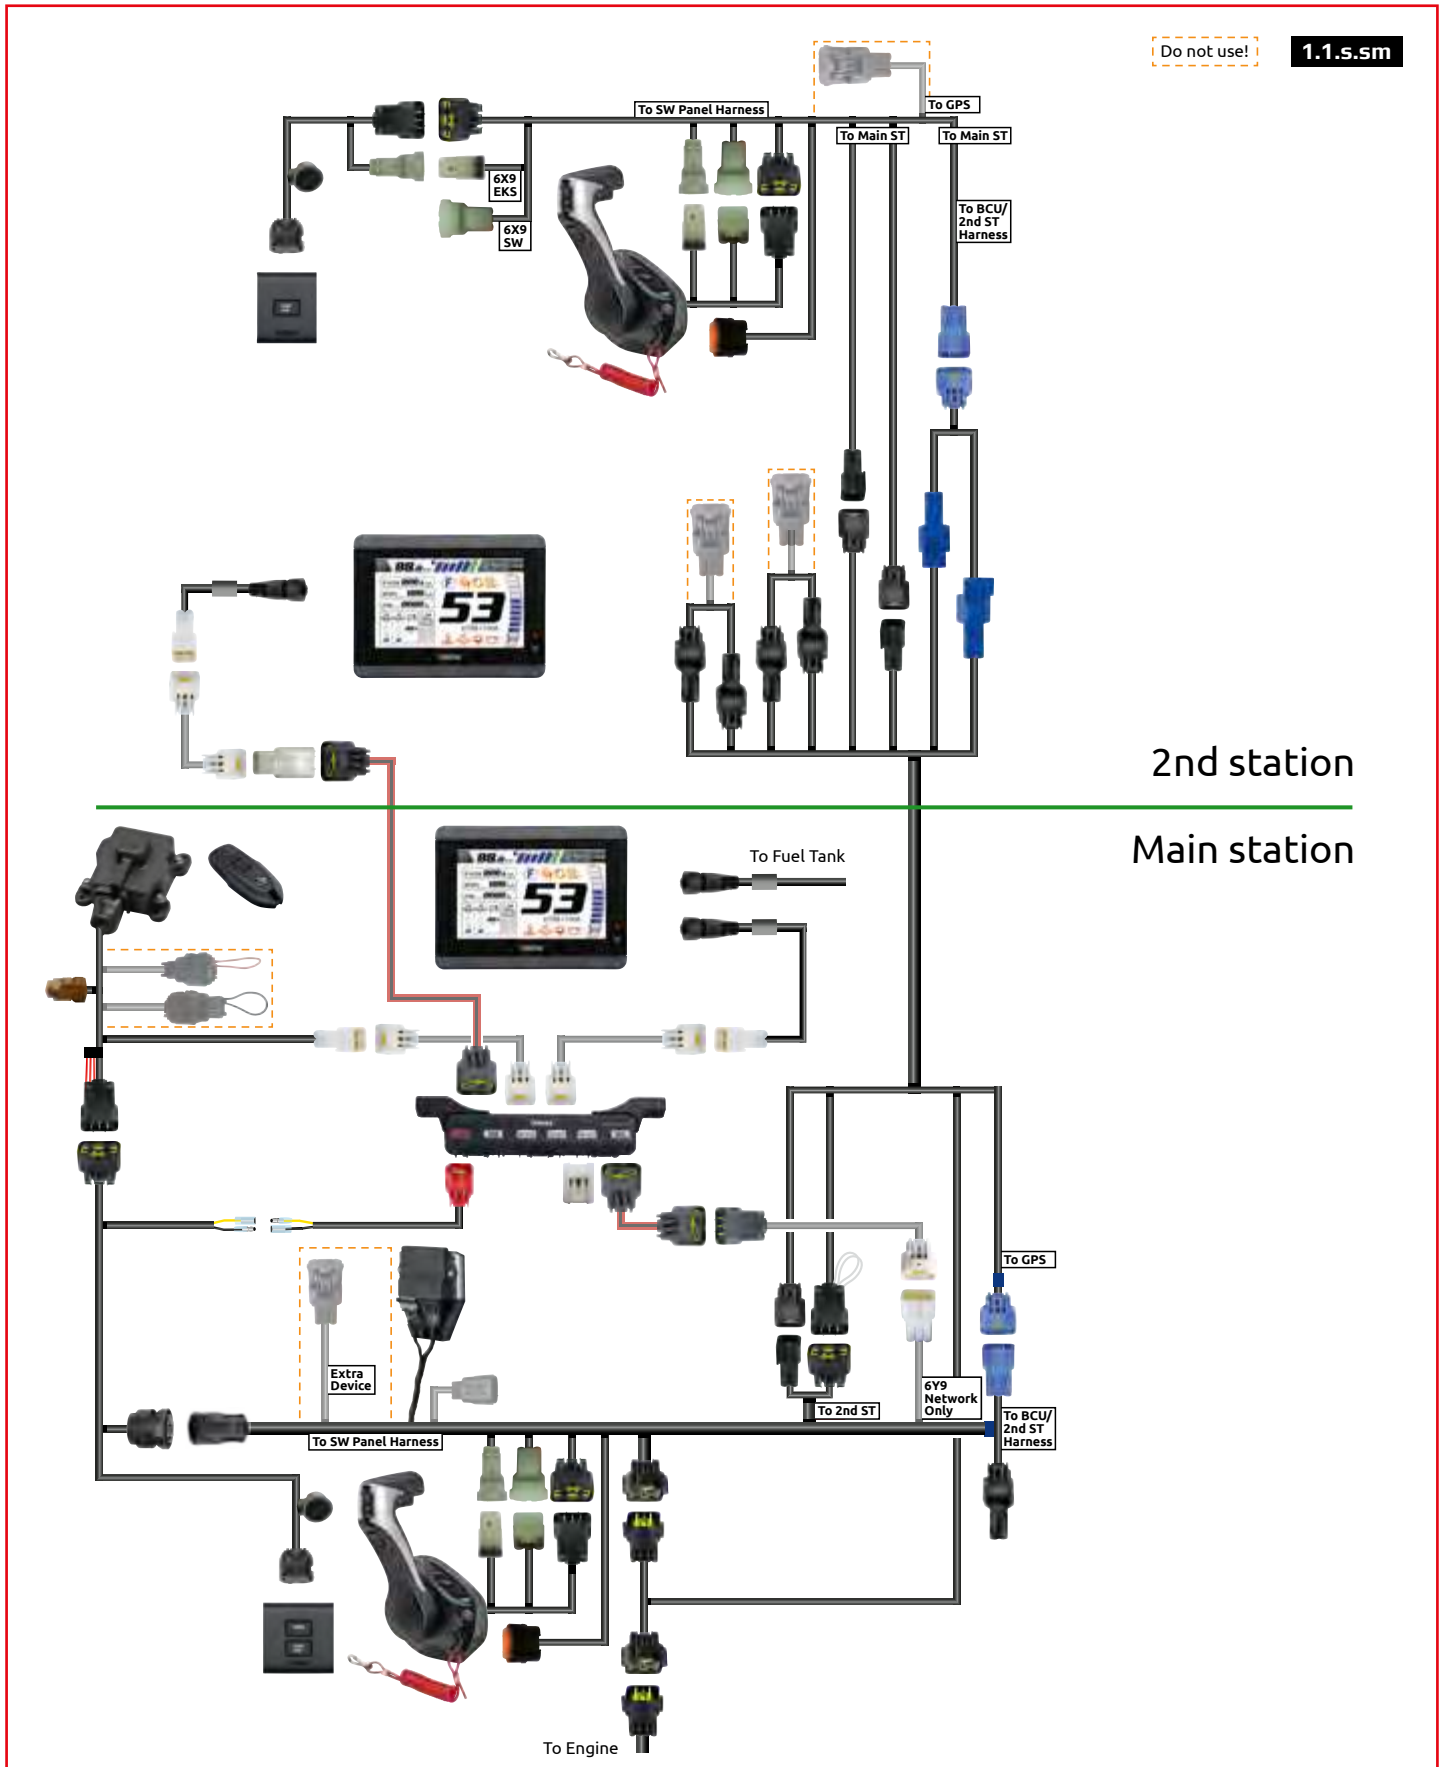 Do not use!
1.1.s.sm
To GPS
To SW Panel Harness
To Main ST
To Main ST
6X9
EKS
6X9
SW
To BCU/
2nd ST
Harness
53
2nd station
Main station
To Fuel Tank
53
To GPS
Extra
Device
6Y9
Network
Only
To 2nd ST
To BCU/
2nd ST
Harness
To SW Panel Harness
To Engine